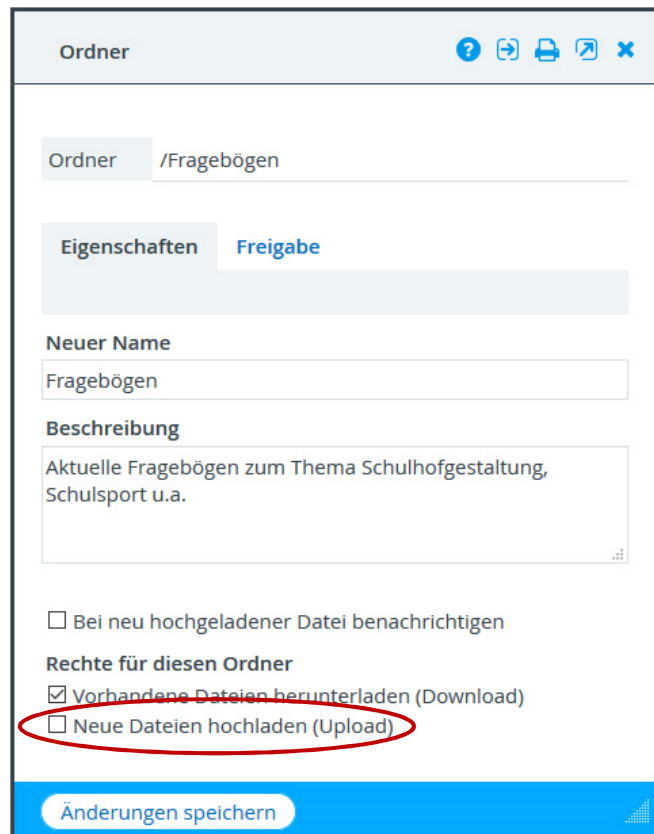 Ordner
Ordner /Fragebögen
Eigenschaften Freigabe
Neuer Name
Fragebögen
Beschreibung
Aktuelle Fragebögen zum Thema Schulhofgestaltung,
Schulsport u.a.
Bei neu hochgeladener Datei benachrichtigen
Rechte für diesen Ordner
Vorhandene Dateien herunterladen (Download)
Neue Dateien hochladen (Upload)
Änderungen speichern